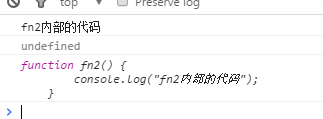 top
Preserve log
fn2内部的代码
undefined
function fn2() {
console.log("fn2内部的代码");
}